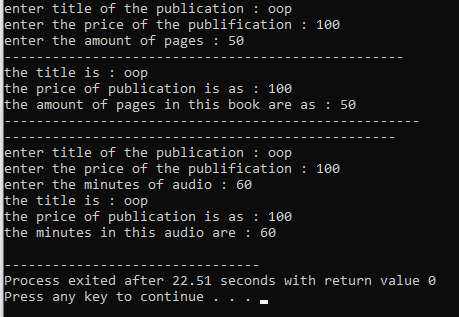 enter title of the publication : oop
enter the price of the publification : 100
enter the amount of pages : 50
--------------------------------------------------
the title is : oop
the price of publication is as : 100
the amount of pages in this book are as : 50
----------------------------------------------------
-------------------------------------------------
enter title of the publication : oop
enter the price of the publification : 100
enter the minutes of audio : 60
the title is : oop
the price of publication is as : 100
the minutes in this audio are : 60
--------------------------------
Process exited after 22.51 seconds with return value 0
Press any key to continue . . .